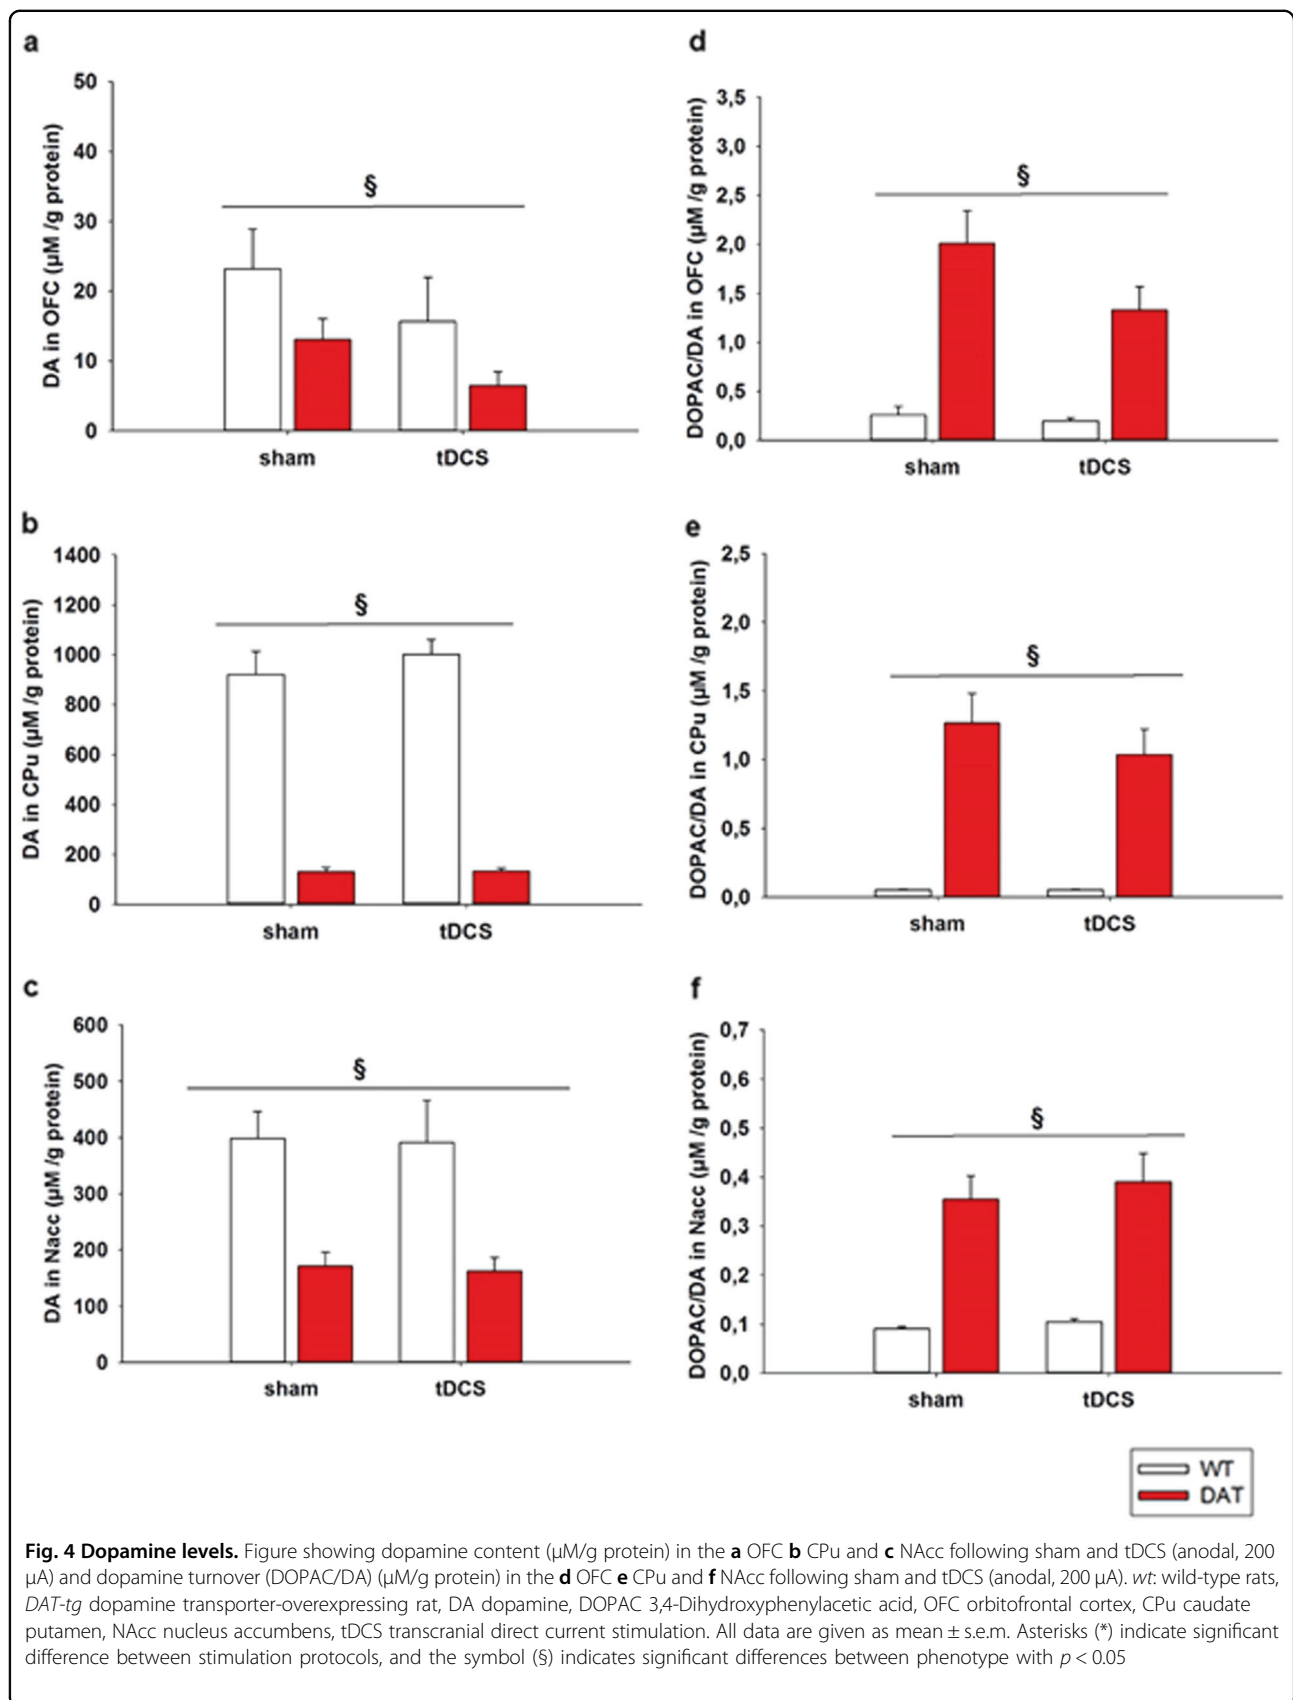 a
DA in OFC (µM /g protein)
50
40
30
20
10
0
§
sham
tDCS
d
DOPAC/DA in OFC (µM /g protein)
3,5
3,0
2,5
2,0
1,5
1,0
0,5
0,0
§
sham
tDCS
b
DA in CPu (µM /g protein)
1400
1200
1000
800
600
400
200
0
§
sham
tDCS
e
DOPAC/DA in CPu (µM /g protein)
2,5
2,0
1,5
1,0
0,5
0,0
§
sham
tDCS
c
DA in Nacc (µM /g protein)
600
500
400
300
200
100
0
§
sham
tDCS
f
DOPAC/DA in Nacc (µM /g protein)
0,7
0,6
0,5
0,4
0,3
0,2
0,1
0,0
§
sham
tDCS
WT
DAT
Fig. 4 Dopamine levels. Figure showing dopamine content (µM/g protein) in the a OFC b CPu and c NAcc following sham and tDCS (anodal, 200
µA) and dopamine turnover (DOPAC/DA) (µM/g protein) in the d OFC e CPu and f NAcc following sham and tDCS (anodal, 200 µA). wt: wild-type rats,
DAT-tg dopamine transporter-overexpressing rat, DA dopamine, DOPAC 3,4-Dihydroxyphenylacetic acid, OFC orbitofrontal cortex, CPu caudate
putamen, NAcc nucleus accumbens, tDCS transcranial direct current stimulation. All data are given as mean ± s.e.m. Asterisks (*) indicate significant
difference between stimulation protocols, and the symbol (§) indicates significant differences between phenotype with p < 0.05